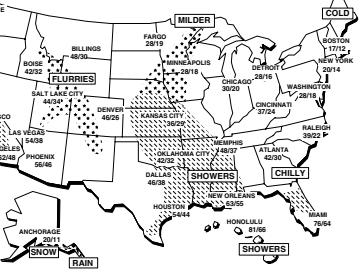 MILDER
COLD
FARGO
28/19
BILLINGS
48/30
BOSTON
17/12
BOISE
42/32
MINNEAPOLIS
28/18
DETROIT
28/16
NEW YORK
20/14
FLURRIES
CHICAGO
30/20
WASHINGTON
28/18
SALT LAKE CITY
44/34
DENVER
46/26
CINCINNATI
37/24
KANSAS CITY
36/29
LAS VEGAS
54/38
RALEIGH
39/22
MEMPHIS
48/37
ATLANTA
42/30
PHOENIX
56/46
OKLAHOMA CITY
42/32
DALLAS
46/38
SHOWERS
CHILLY
NEW ORLEANS
63/55
HOUSTON
54/44
MIAMI
76/64
HONOLULU
81/66
ANCHORAGE
20/11
SNOW
RAIN
SHOWERS